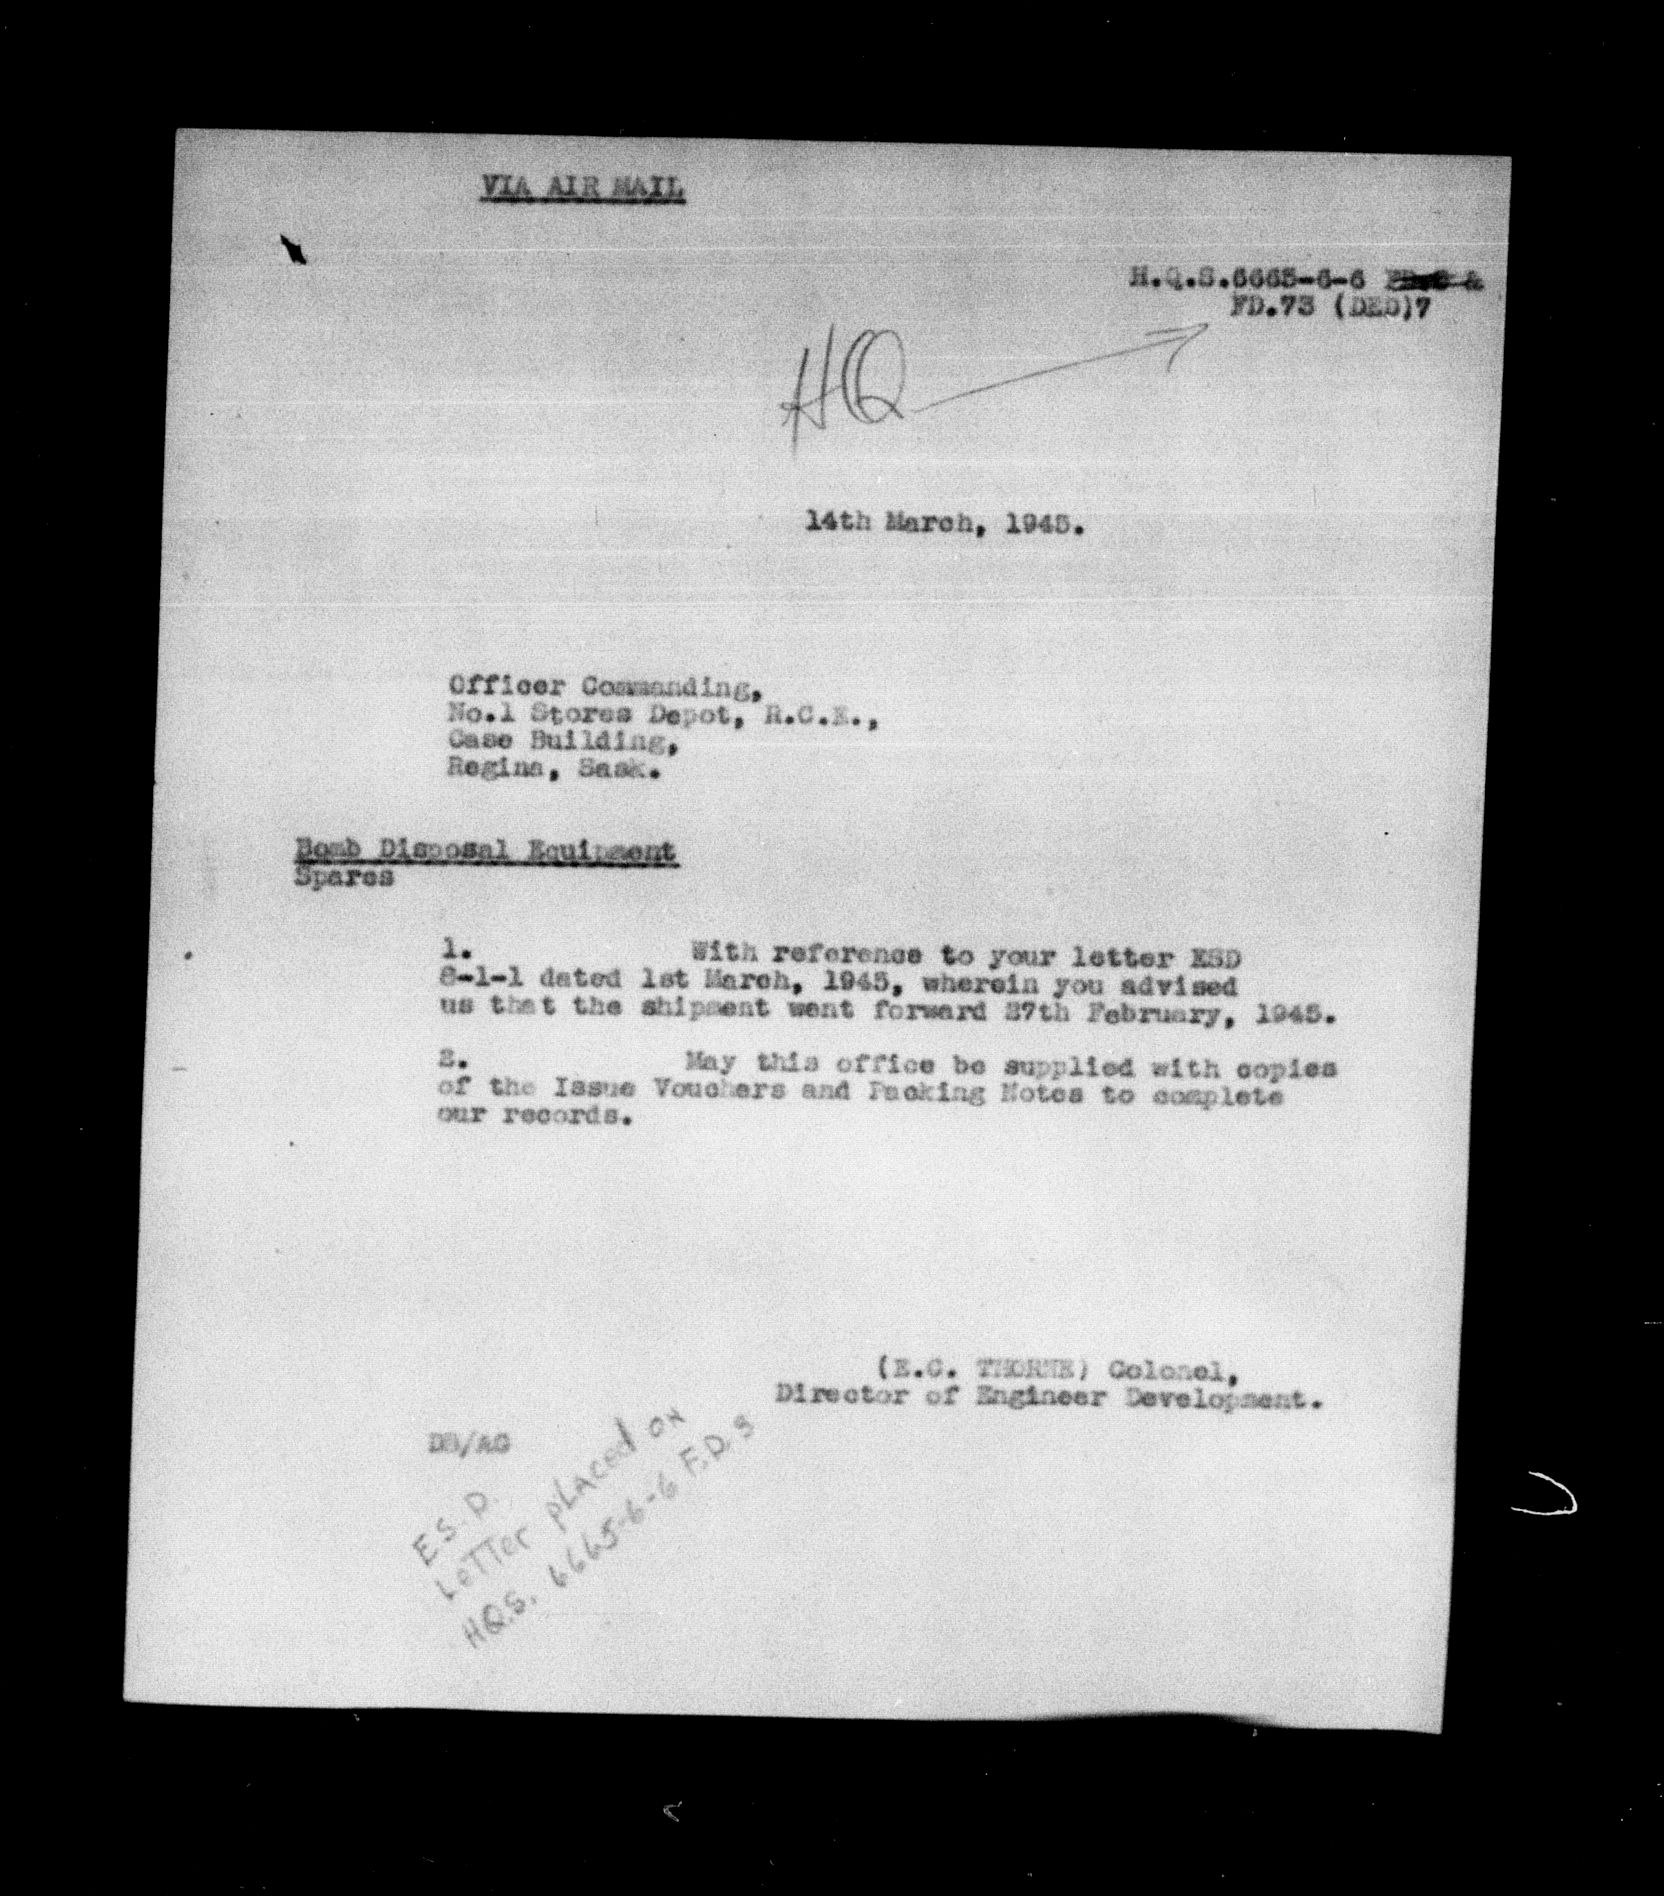 VIA AIR MAIL
H.Q.S.6665-6-6 &
FD.73 (DED)7
HQ
14th March, 1945.
Officer Commanding,
No.1 Stores Depot, R.C.E.,
Case Building,
Regina, Sask.
Bomb Disposal Equipment
Spares
1. With reference to your letter ESD
8-1-1 dated 1st March, 1945, wherein you advised
us that the shipment went forward 27th February, 1945.
2. May this office be supplied with copies
of the Issue Vouchers and Packing Notes to complete
our records.
(E.C. THORNE) Colonel,
Director of Engineer Development.
DB/AG
E.S.D.
Letter placed on
HQ.S. 6665-6-6 F.D.8